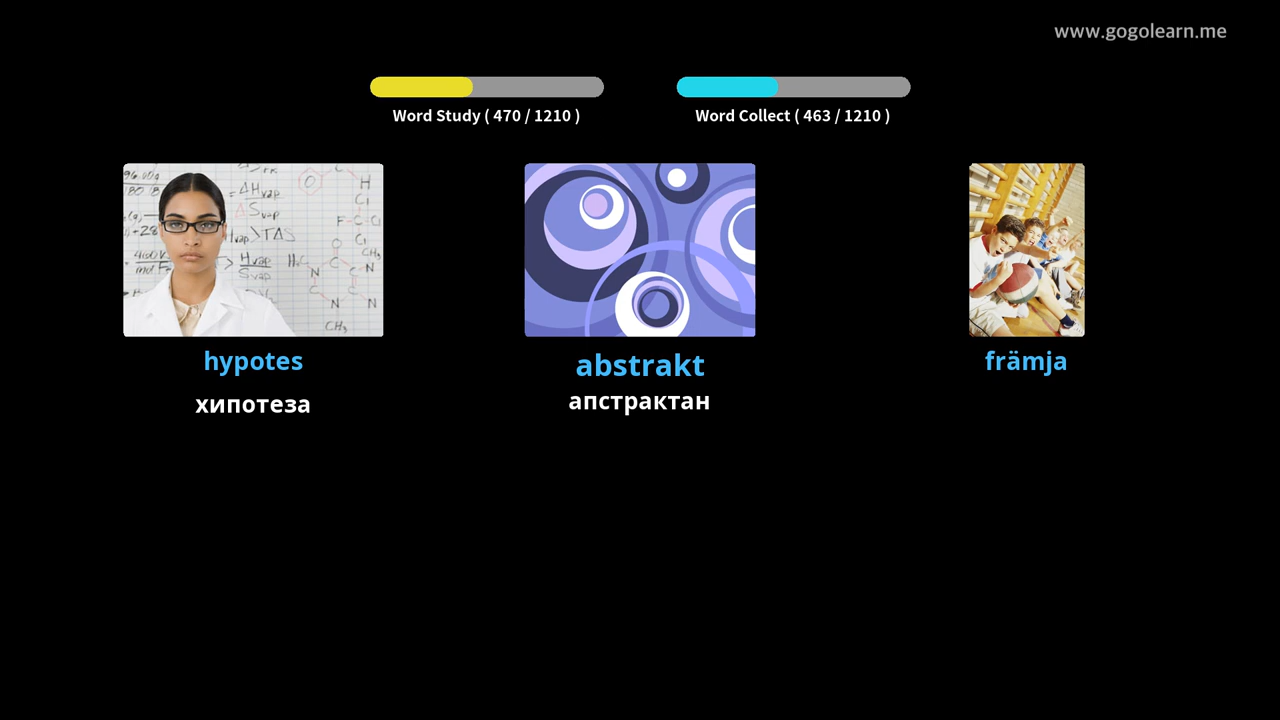 www.gogolearn.me
Word Study ( 470 / 1210 )
Word Collect ( 463 / 1210 )
hypotes
хипотеза
abstrakt
апстрактан
främja